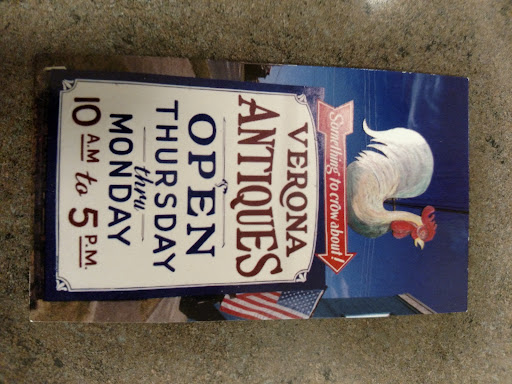 Something to crow about!
VERONA
ANTIQUES
OPEN
THURSDAY
thru
MONDAY
10 A.M. to 5 P.M.